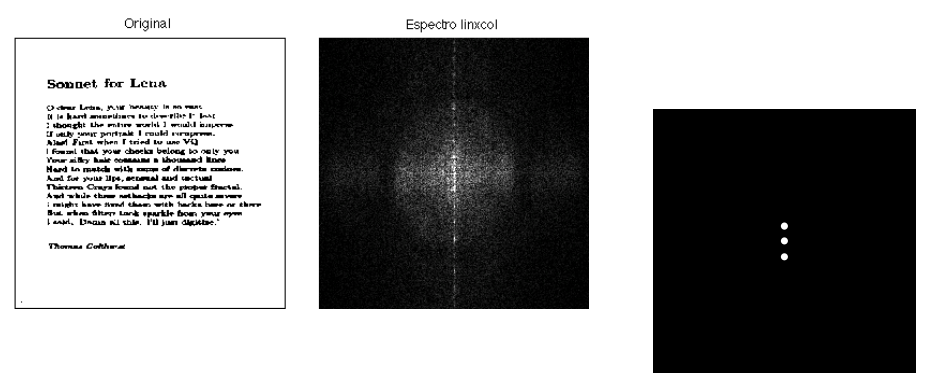 Original
Espectro linxcol
Sonnet for Lena
O dear Lena, your beauty is so vast
It is hard sometimes to describe it fast
I thought the entire world I would impress
If only your portrait I could compress.
Alas! First when I tried to use VQ
I found that your cheeks belong to only you
Your silky hair contains a thousand lines
Hard to match with sums of discrete cosines.
And for your lips, sensual and tactual
Thirteen Crays found not the proper fractal.
And while these setbacks are all quite severe
I might have fixed them with hacks here or there
But when filters took sparkle from your eyes
I said, 'Damn all this. I'll just digitize.'
Thomas Colthurst